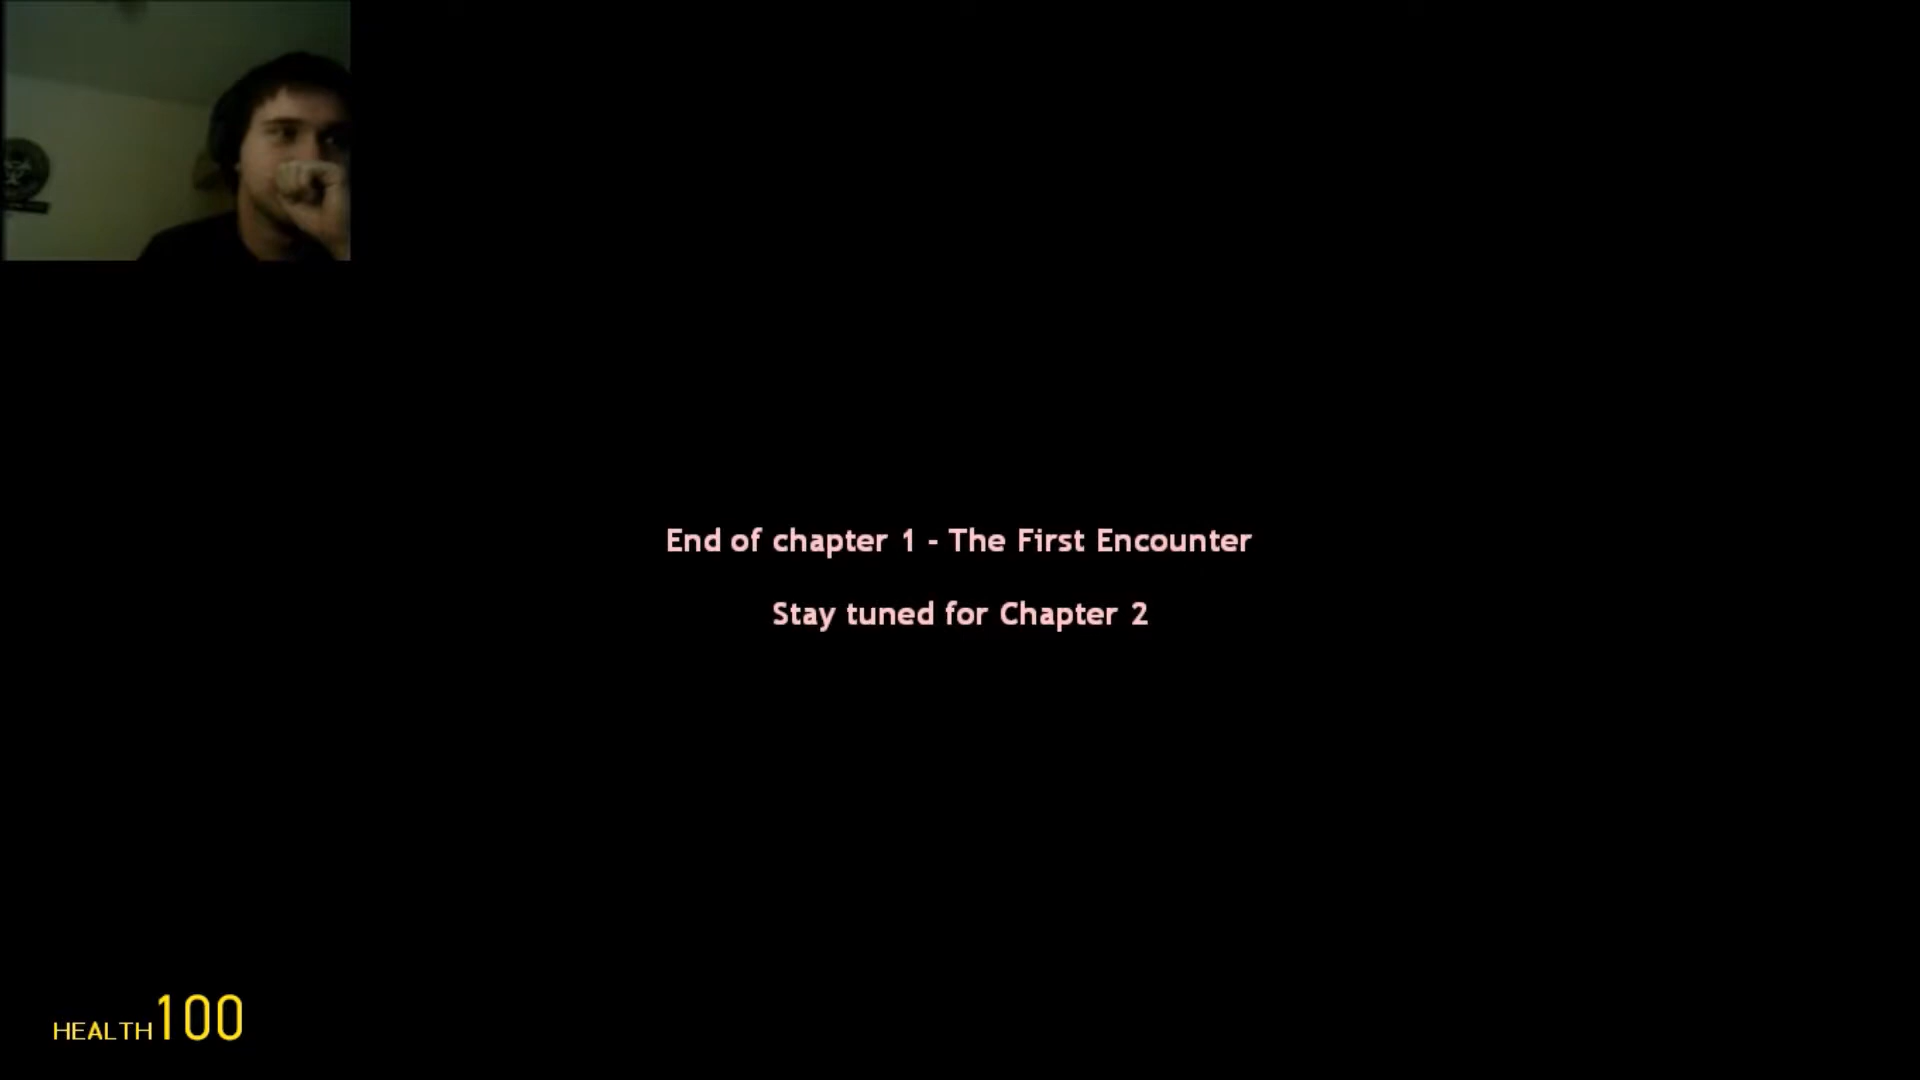 End of chapter 1 - The First Encounter
Stay tuned for Chapter 2
HEALTH 100